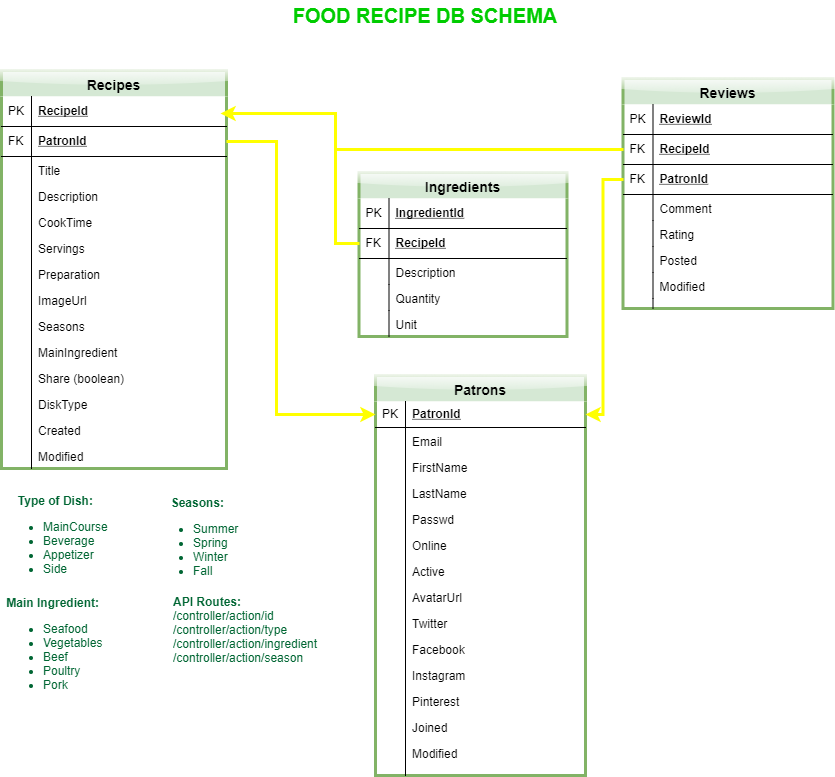 FOOD RECIPE DB SCHEMA
Recipes
PK RecipeId
FK PatronId
Title
Description
CookTime
Servings
Preparation
ImageUrl
Seasons
MainIngredient
Share (boolean)
DiskType
Created
Modified
Ingredients
PK IngredientId
FK RecipeId
Description
Quantity
Unit
Reviews
PK ReviewId
FK RecipeId
FK PatronId
Comment
Rating
Posted
Modified
Patrons
PK PatronId
Email
FirstName
LastName
Passwd
Online
Active
AvatarUrl
Twitter
Facebook
Instagram
Pinterest
Joined
Modified
Type of Dish:
MainCourse
Beverage
Appetizer
Side
Seasons:
Summer
Spring
Winter
Fall
Main Ingredient:
Seafood
Vegetables
Beef
Poultry
Pork
API Routes:
/controller/action/id
/controller/action/type
/controller/action/ingredient
/controller/action/season